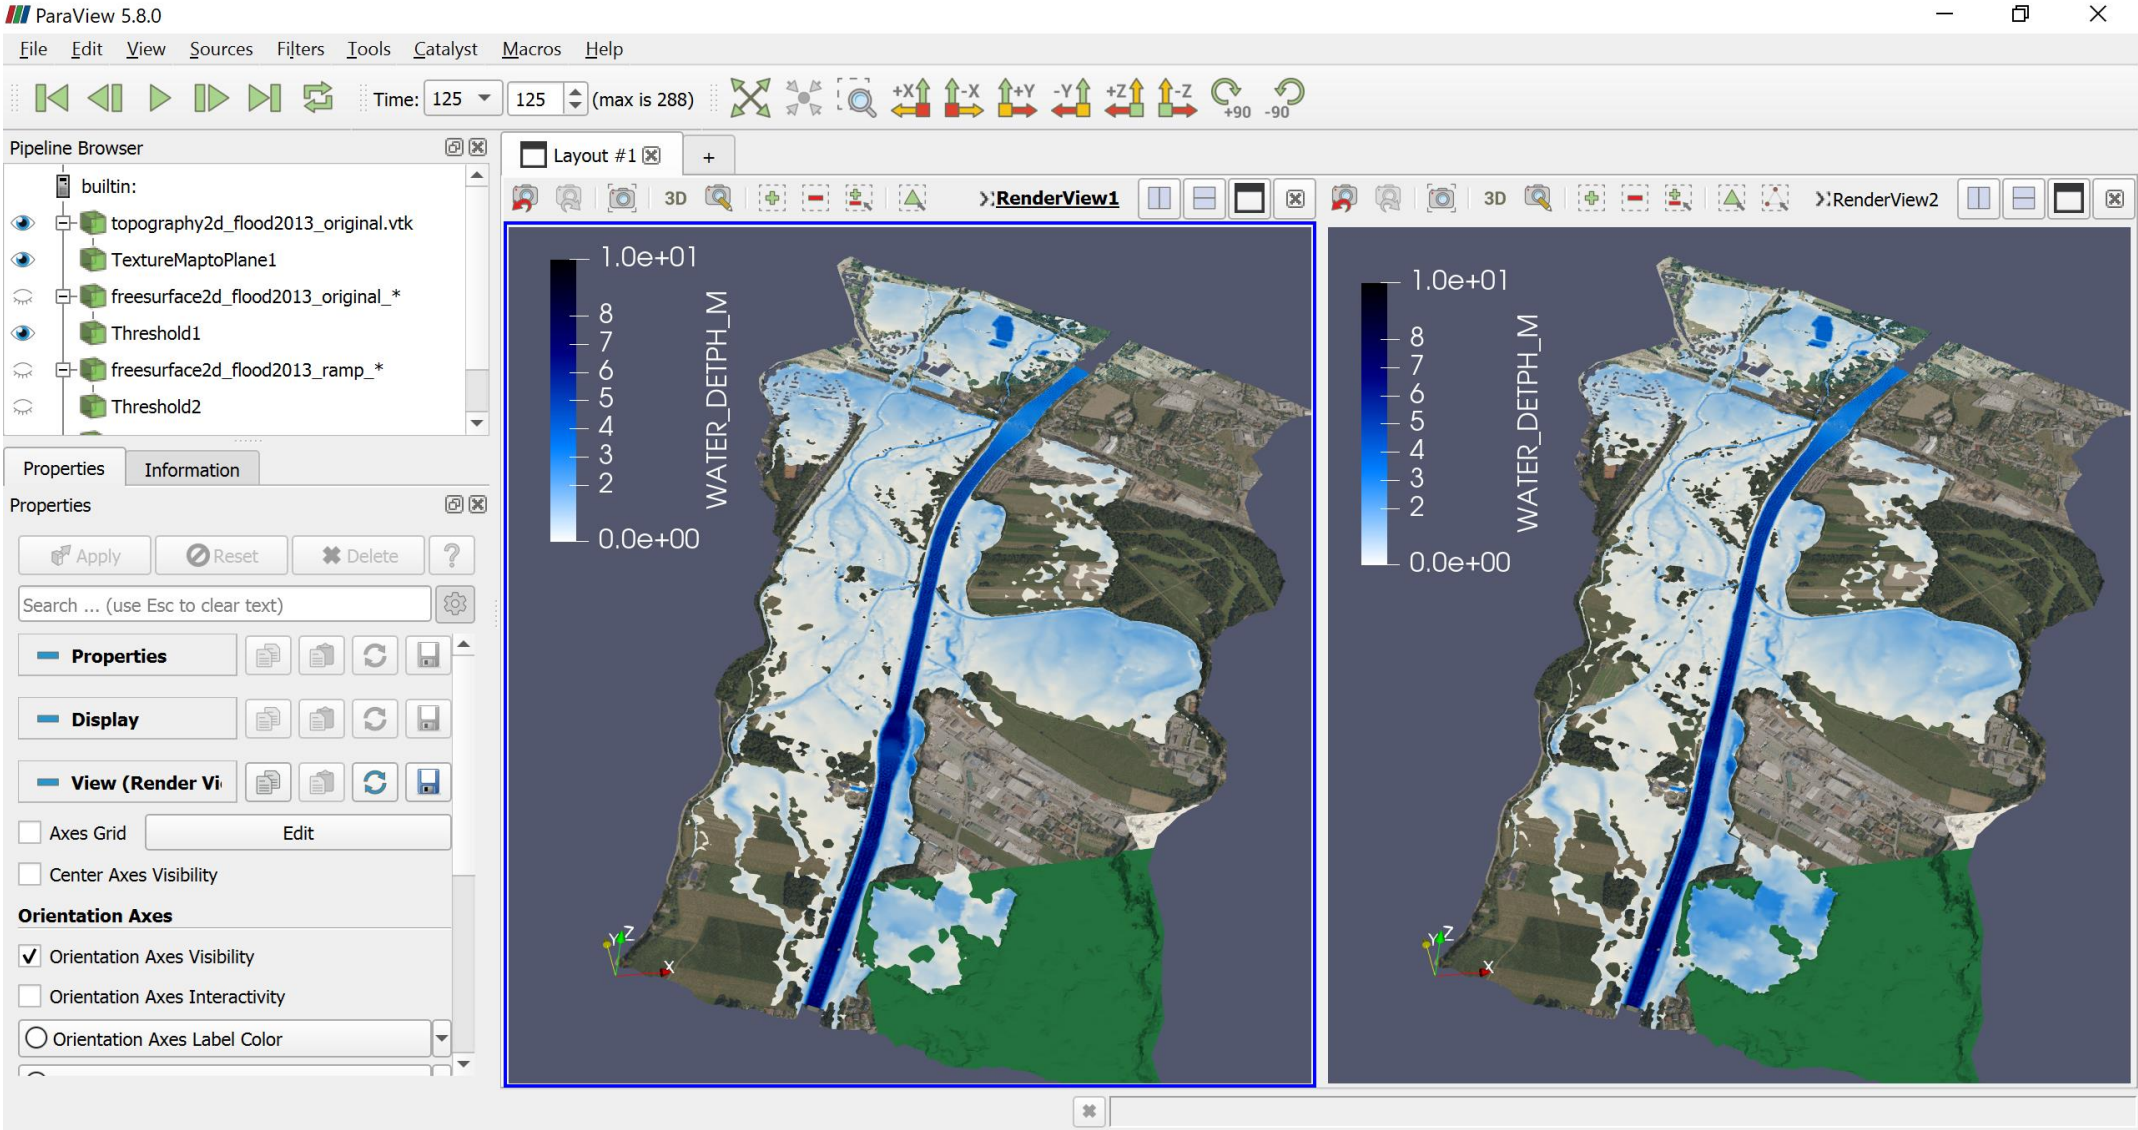 ParaView 5.8.0
File Edit View Sources Filters Tools Catalyst Macros Help
Time: 125 125 (max is 288) +X -X +Y -Y +Z -Z +90 -90
Pipeline Browser
builtin:
topography2d_flood2013_original.vtk
TextureMaptoPlane1
freesurface2d_flood2013_original_*
Threshold1
freesurface2d_flood2013_ramp_*
Threshold2
Properties Information
Properties
Apply Reset Delete ?
Search ... (use Esc to clear text)
Properties
Display
View (Render Vi
Axes Grid Edit
Center Axes Visibility
Orientation Axes
Orientation Axes Visibility
Orientation Axes Interactivity
Orientation Axes Label Color
Layout #1 +
3D RenderView1
1.0e+01
8
7
6
5
4
3
2
0.0e+00
WATER_DETPH_M
Y Z X
3D RenderView2
1.0e+01
8
7
6
5
4
3
2
0.0e+00
WATER_DETPH_M
Y Z X